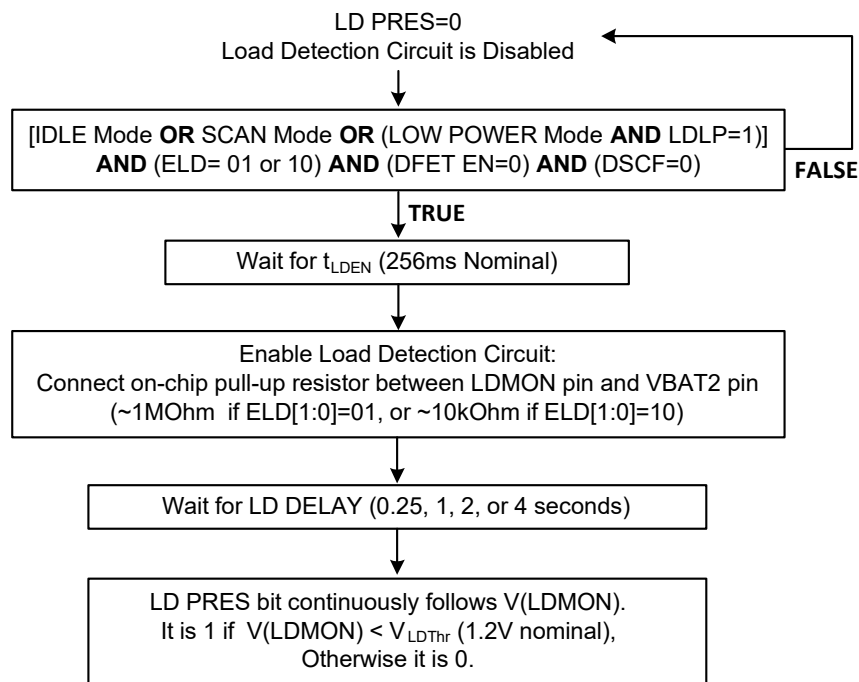 LD PRES=0
Load Detection Circuit is Disabled
[IDLE Mode OR SCAN Mode OR (LOW POWER Mode AND LDLP=1)]
AND (ELD= 01 or 10) AND (DFET EN=0) AND (DSCF=0)
FALSE
TRUE
Wait for tLDEN (256ms Nominal)
Enable Load Detection Circuit:
Connect on-chip pull-up resistor between LDMON pin and VBAT2 pin
(~1MOhm  if ELD[1:0]=01, or ~10kOhm if ELD[1:0]=10)
Wait for LD DELAY (0.25, 1, 2, or 4 seconds)
LD PRES bit continuously follows V(LDMON).
It is 1 if  V(LDMON) < VLDThr (1.2V nominal),
Otherwise it is 0.